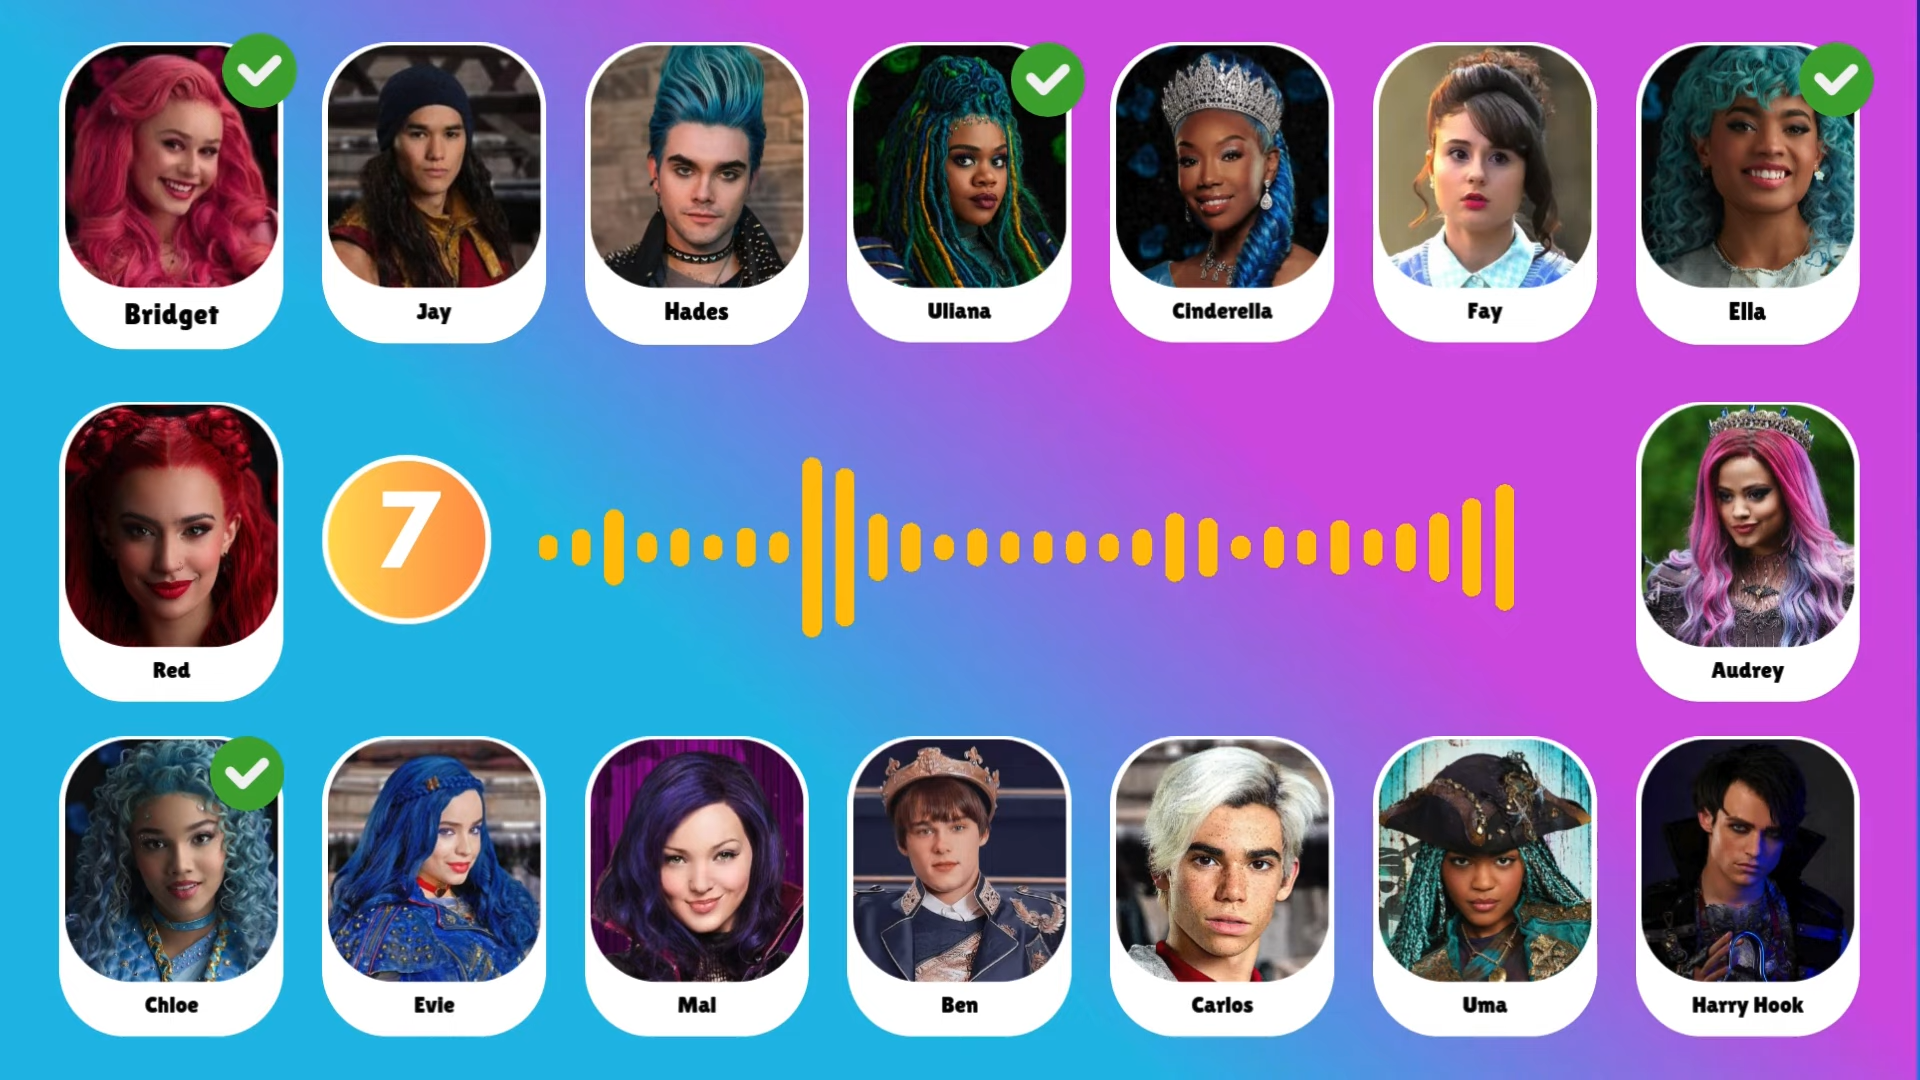 Bridget
Jay
Hades
Uliana
Cinderella
Fay
Ella
Red
7
Audrey
Chloe
Evie
Mal
Ben
Carlos
Uma
Harry Hook